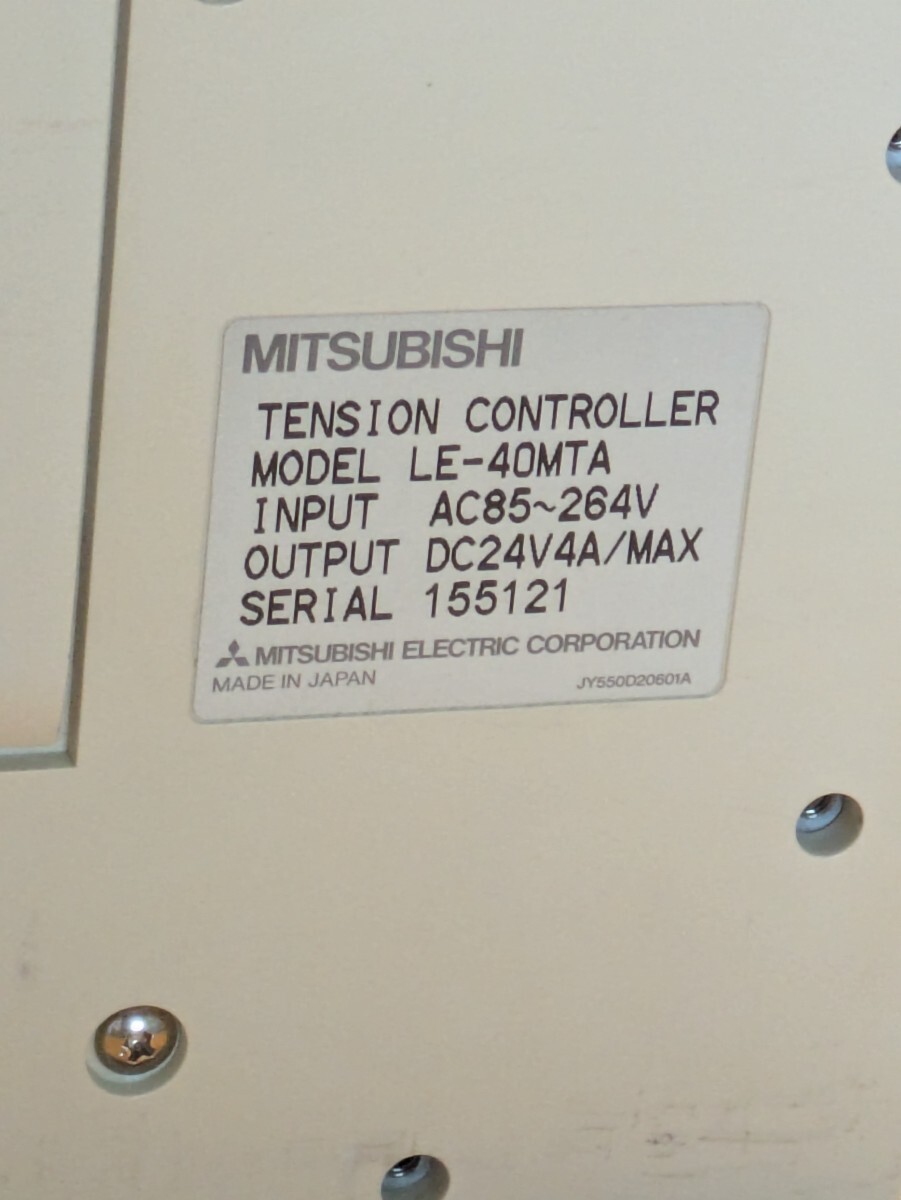 MITSUBISHI
TENSION CONTROLLER
MODEL LE-40MTA
INPUT AC85~264V
OUTPUT DC24V4A/MAX
SERIAL 155121
MITSUBISHI ELECTRIC CORPORATION
MADE IN JAPAN JY550D20601A